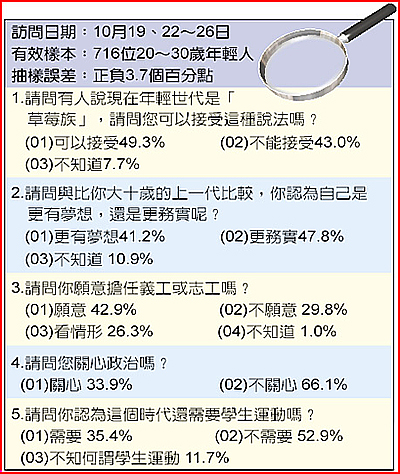 訪問日期：10月19、22～26日
有效樣本：716位20～30歲年輕人
抽樣誤差：正負3.7個百分點
1.請問有人說現在年輕世代是「
草莓族」，請問您可以接受這種說法嗎？
(01)可以接受49.3% (02)不能接受43.0%
(03)不知道7.7%
2.請問與比你大十歲的上一代比較，你認為自己是
更有夢想，還是更務實呢？
(01)更有夢想41.2% (02)更務實47.8%
(03)不知道 10.9%
3.請問你願意擔任義工或志工嗎？
(01)願意 42.9% (02)不願意 29.8%
(03)看情形 26.3% (04)不知道 1.0%
4.請問您關心政治嗎？
(01)關心 33.9% (02)不關心 66.1%
5.請問你認為這個時代還需要學生運動嗎？
(01)需要 35.4% (02)不需要 52.9%
(03)不知何謂學生運動 11.7%